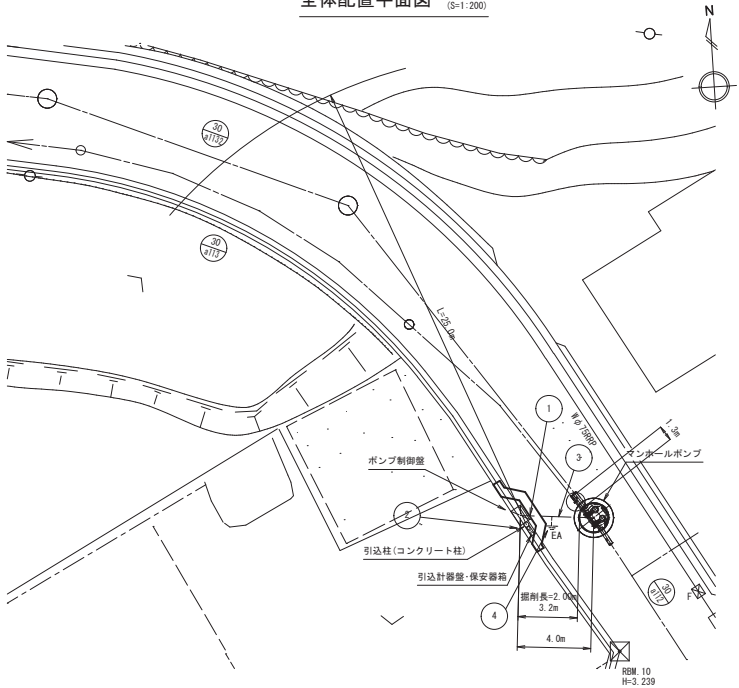 全体配置平面図 (S=1:200)
N
30
a1132
30
a113
L=25.0m
1
Wφ75RRP
1.3m
3
マンホールポンプ
ポンプ制御盤
2
EA
引込柱(コンクリート柱)
引込計器盤・保安器箱
掘削長=2.00m
3.2m
4
4.0m
30
a112
F
RBM.10
H=3.239